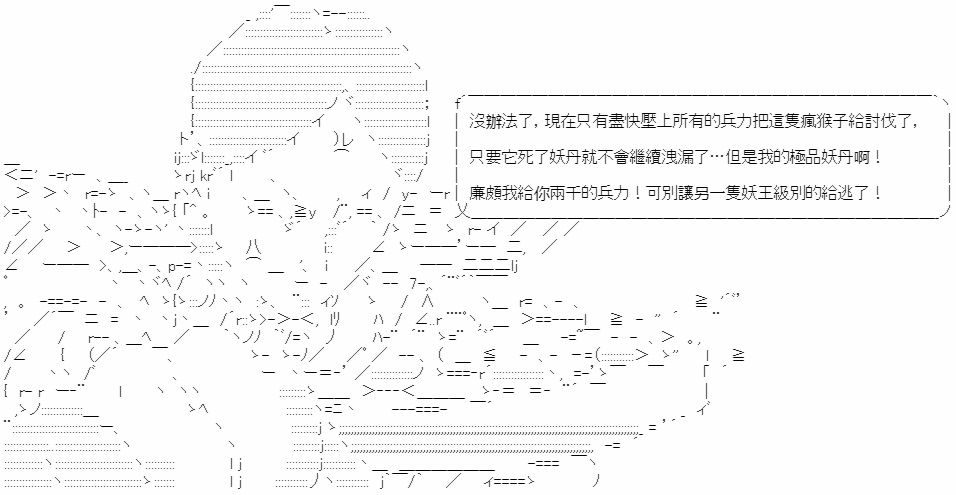 沒辦法了，現在只有盡快壓上所有的兵力把這隻瘋猴子給討伐了，
只要它死了妖丹就不會繼續洩漏了…但是我的極品妖丹啊！
廉頗我給你兩千的兵力！可別讓另一隻妖王級別的給逃了！